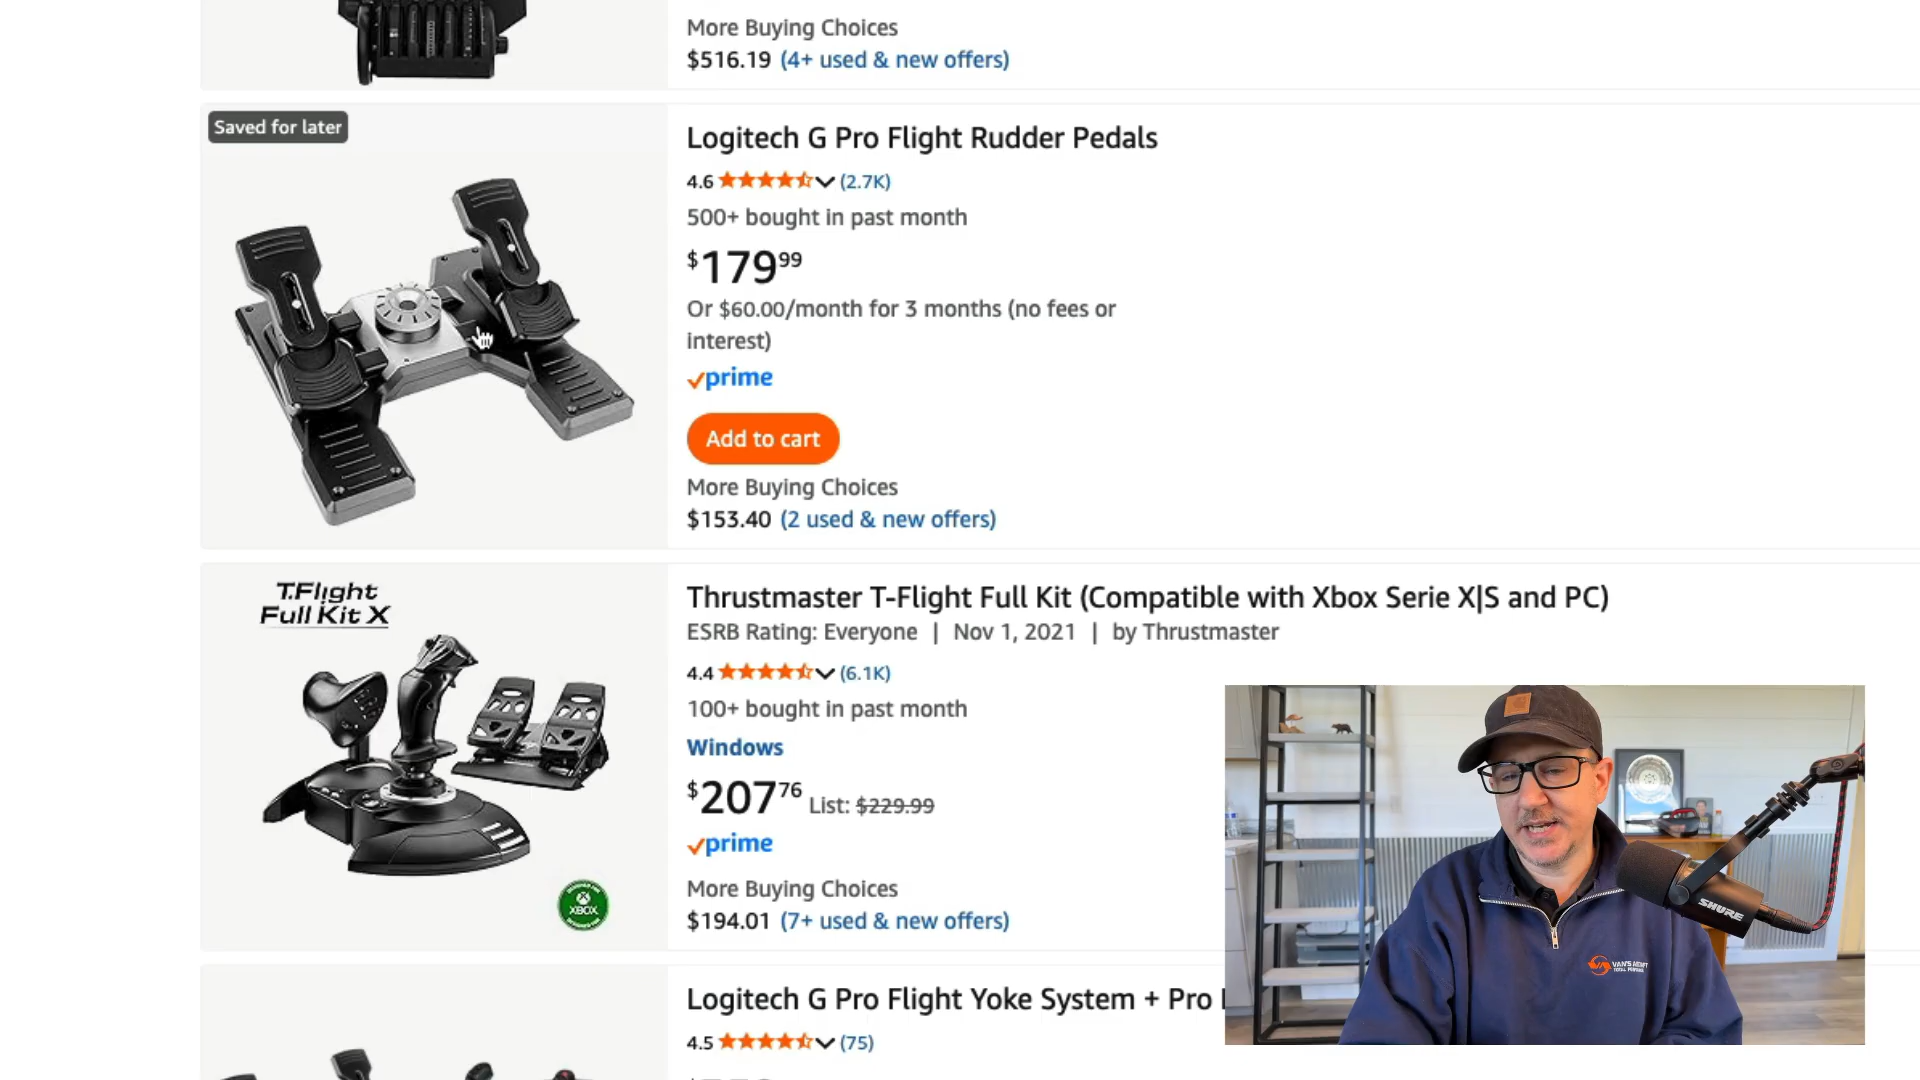 More Buying Choices
$516.19 (4+ used & new offers)
Saved for later
Logitech G Pro Flight Rudder Pedals
4.6 (2.7K)
500+ bought in past month
$179.99
Or $60.00/month for 3 months (no fees or
interest)
prime
Add to cart
More Buying Choices
$153.40 (2 used & new offers)
T.Flight
Full Kit X
XBOX
Thrustmaster T-Flight Full Kit (Compatible with Xbox Serie X|S and PC)
ESRB Rating: Everyone | Nov 1, 2021 | by Thrustmaster
4.4 (6.1K)
100+ bought in past month
Windows
$207.76 List: $229.99
prime
More Buying Choices
$194.01 (7+ used & new offers)
Logitech G Pro Flight Yoke System + Pro
4.5 (75)
SHURE